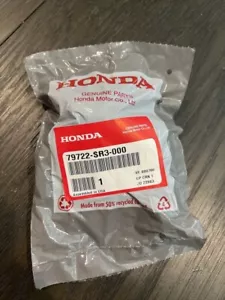 HONDA
GENUINE PARTS
Honda Motor Co., Ltd.
HONDA
79722-SR3-000
1
Made from 50% recycled